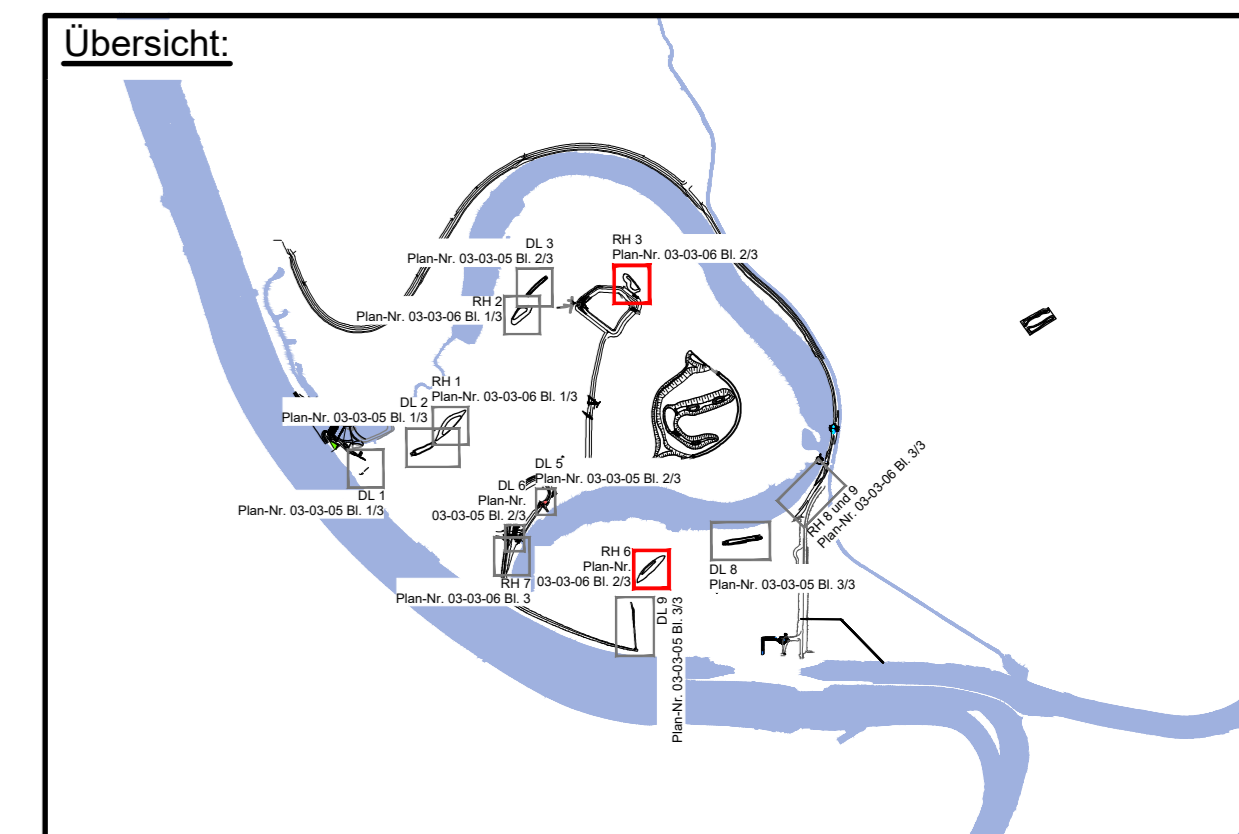 Übersicht:
DL 3
Plan-Nr. 03-03-05 Bl. 2/3
RH 3
Plan-Nr. 03-03-06 Bl. 2/3
RH 2
Plan-Nr. 03-03-06 Bl. 1/3
RH 1
Plan-Nr. 03-03-06 Bl. 1/3
DL 2
Plan-Nr. 03-03-05 Bl. 1/3
DL 1
Plan-Nr. 03-03-05 Bl. 1/3
DL 5
Plan-Nr. 03-03-05 Bl. 2/3
DL 6
Plan-Nr.
03-03-05 Bl. 2/3
RH 8 und 9
Plan-Nr. 03-03-06 Bl. 3/3
RH 6
Plan-Nr.
03-03-06 Bl. 2/3
DL 8
Plan-Nr. 03-03-05 Bl. 3/3
RH 7
Plan-Nr. 03-03-06 Bl. 3
DL 9
Plan-Nr. 03-03-05 Bl. 3/3